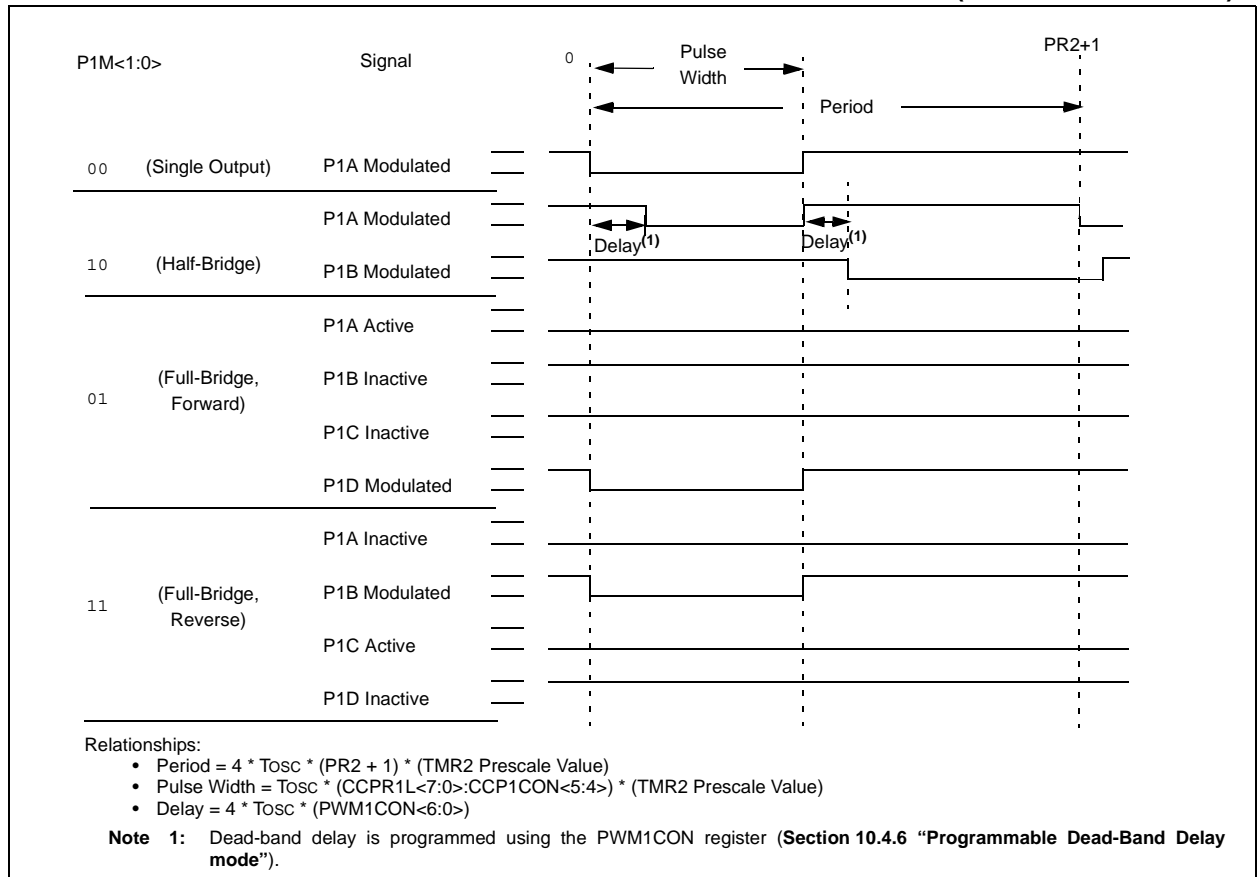 P1M<1:0>
Signal
0
Pulse
Width
PR2+1
Period
00
(Single Output)
P1A Modulated
P1A Modulated
Delay(1)
Delay(1)
10
(Half-Bridge)
P1B Modulated
P1A Active
(Full-Bridge,
Forward)
P1B Inactive
01
P1C Inactive
P1D Modulated
P1A Inactive
11
(Full-Bridge,
Reverse)
P1B Modulated
P1C Active
P1D Inactive
Relationships:
• Period = 4 * TOSC * (PR2 + 1) * (TMR2 Prescale Value)
• Pulse Width = TOSC * (CCPR1L<7:0>:CCP1CON<5:4>) * (TMR2 Prescale Value)
• Delay = 4 * TOSC * (PWM1CON<6:0>)
Note 1: Dead-band delay is programmed using the PWM1CON register (Section 10.4.6 “Programmable Dead-Band Delay
mode”).